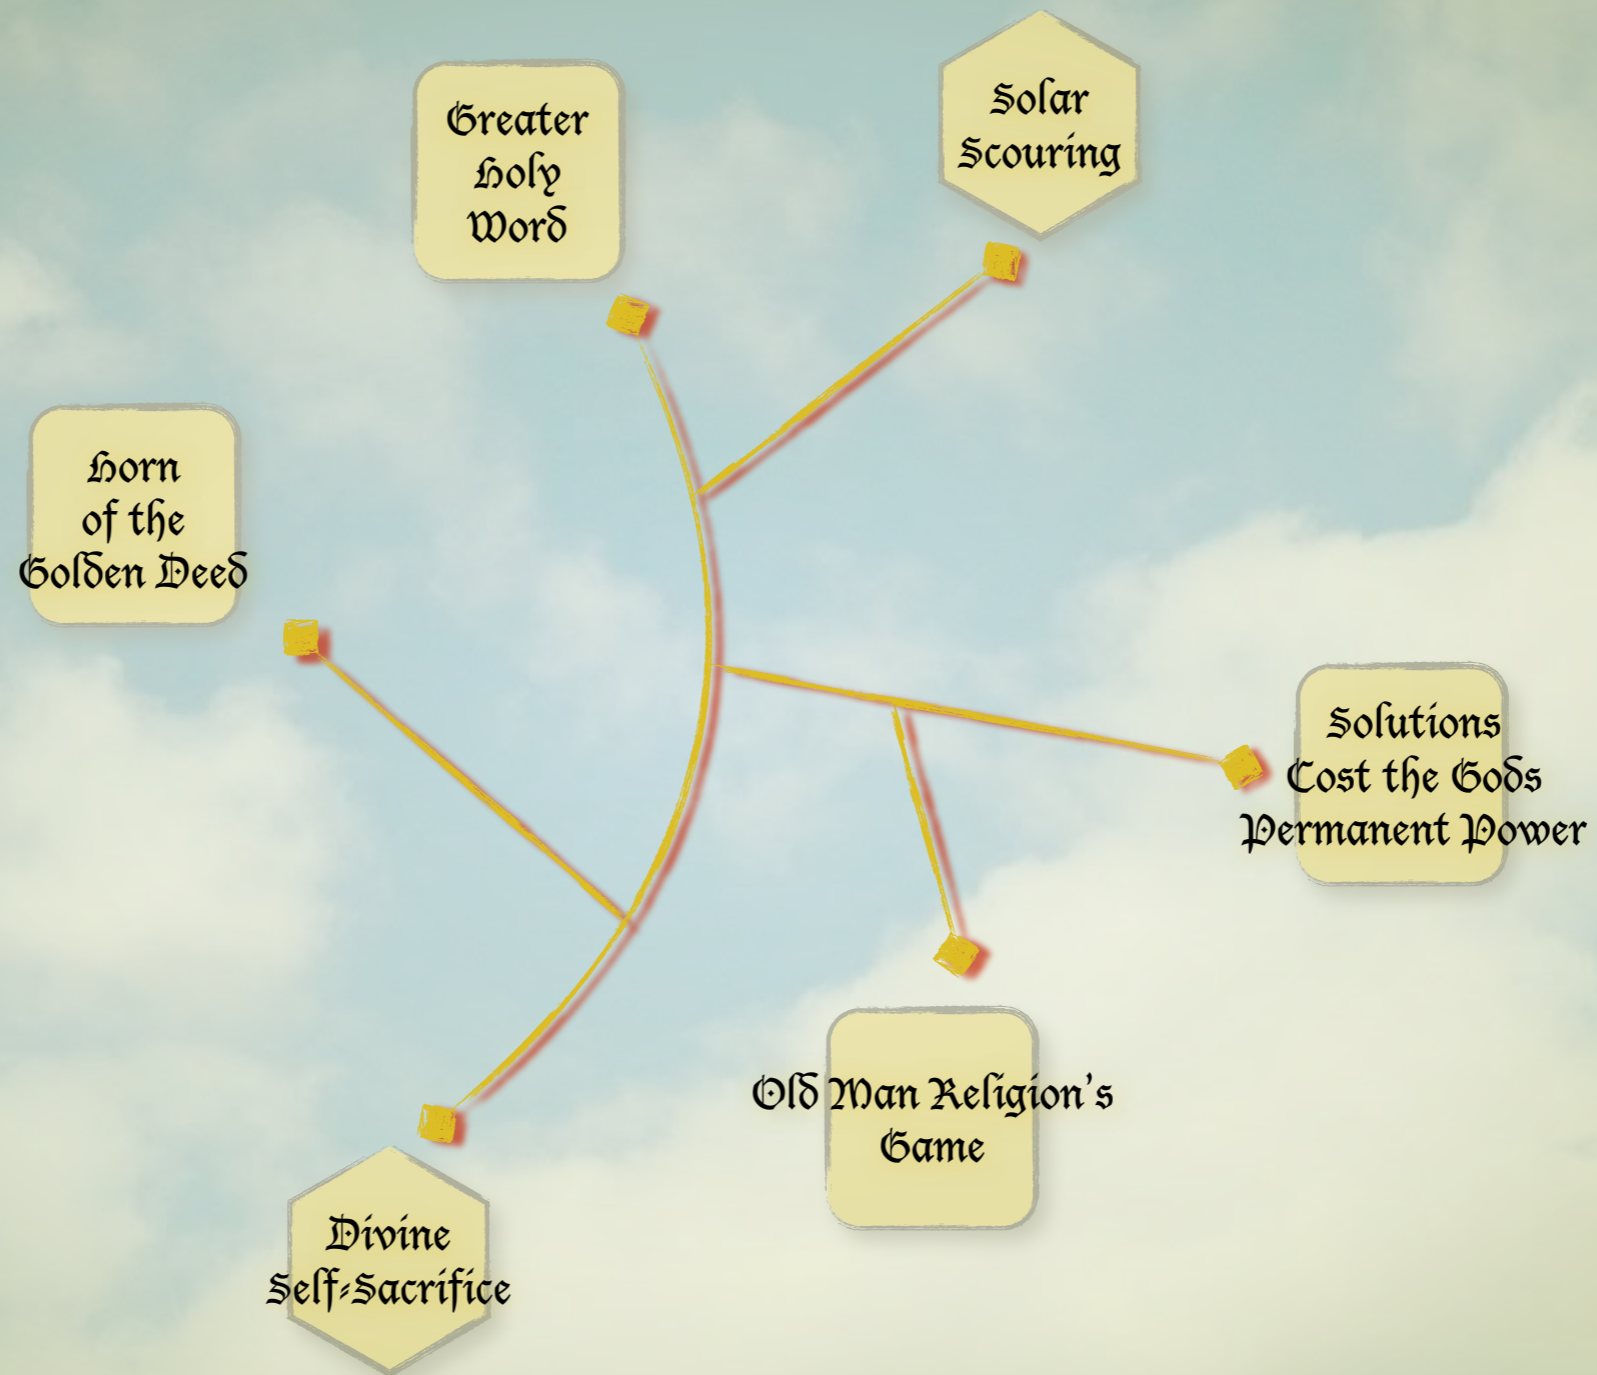 Solar
Scouring
Greater
Holy
Word
Horn
of the
Golden Deed
Solutions
Cost the Gods
Permanent Power
Old Man Religion's
Game
Divine
Self-Sacrifice